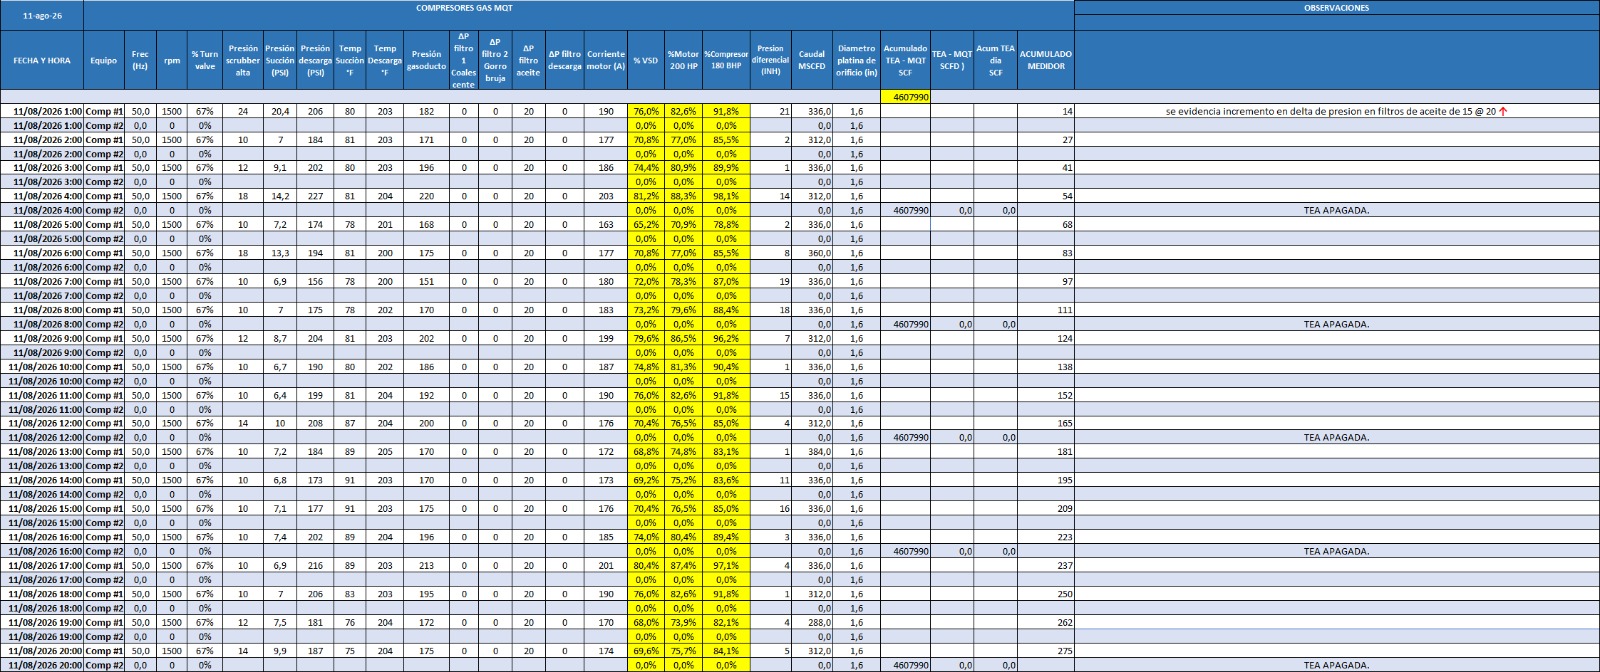 11-ago-26 COMPRESORES GAS MQT OBSERVACIONES
FECHA Y HORA Equipo Frec (Hz) rpm % Turn valve Presión scrubber alta Presión Succión (PSI) Presión descarga (PSI) Temp Succión °F Temp Descarga °F Presión gasoducto ΔP filtro 1 Coalescente ΔP filtro 2 Gorro bruja ΔP filtro aceite ΔP filtro descarga Corriente motor (A) % VSD %Motor 200 HP %Compresor 180 BHP Presion diferencial (INH) Caudal MSCFD Diametro platina de orificio (in) Acumulado TEA - MQT SCF TEA - MQT SCFD ) Acum TEA dia SCF ACUMULADO MEDIDOR
4607990
11/08/2026 1:00 Comp #1 50,0 1500 67% 24 20,4 206 80 203 182 0 0 20 0 190 76,0% 82,6% 91,8% 21 336,0 1,6 14 se evidencia incremento en delta de presion en filtros de aceite de 15 @ 20 ↑
11/08/2026 1:00 Comp #2 0,0 0 0% 0,0% 0,0% 0,0% 0,0 1,6
11/08/2026 2:00 Comp #1 50,0 1500 67% 10 7 184 81 203 171 0 0 20 0 177 70,8% 77,0% 85,5% 2 312,0 1,6 27
11/08/2026 2:00 Comp #2 0,0 0 0% 0,0% 0,0% 0,0% 0,0 1,6
11/08/2026 3:00 Comp #1 50,0 1500 67% 12 9,1 202 80 203 196 0 0 20 0 186 74,4% 80,9% 89,9% 1 336,0 1,6 41
11/08/2026 3:00 Comp #2 0,0 0 0% 0,0% 0,0% 0,0% 0,0 1,6
11/08/2026 4:00 Comp #1 50,0 1500 67% 18 14,2 227 81 204 220 0 0 20 0 203 81,2% 88,3% 98,1% 14 312,0 1,6 54
11/08/2026 4:00 Comp #2 0,0 0 0% 0,0% 0,0% 0,0% 0,0 1,6 4607990 0,0 0,0 TEA APAGADA.
11/08/2026 5:00 Comp #1 50,0 1500 67% 10 7,2 174 78 201 168 0 0 20 0 163 65,2% 70,9% 78,8% 2 336,0 1,6 68
11/08/2026 5:00 Comp #2 0,0 0 0% 0,0% 0,0% 0,0% 0,0 1,6
11/08/2026 6:00 Comp #1 50,0 1500 67% 18 13,3 194 81 200 175 0 0 20 0 177 70,8% 77,0% 85,5% 8 360,0 1,6 83
11/08/2026 6:00 Comp #2 0,0 0 0% 0,0% 0,0% 0,0% 0,0 1,6
11/08/2026 7:00 Comp #1 50,0 1500 67% 10 6,9 156 78 200 151 0 0 20 0 180 72,0% 78,3% 87,0% 19 336,0 1,6 97
11/08/2026 7:00 Comp #2 0,0 0 0% 0,0% 0,0% 0,0% 0,0 1,6
11/08/2026 8:00 Comp #1 50,0 1500 67% 10 7 175 78 202 170 0 0 20 0 183 73,2% 79,6% 88,4% 18 336,0 1,6 111
11/08/2026 8:00 Comp #2 0,0 0 0% 0,0% 0,0% 0,0% 0,0 1,6 4607990 0,0 0,0 TEA APAGADA.
11/08/2026 9:00 Comp #1 50,0 1500 67% 12 8,7 204 81 203 202 0 0 20 0 199 79,6% 86,5% 96,2% 7 312,0 1,6 124
11/08/2026 9:00 Comp #2 0,0 0 0% 0,0% 0,0% 0,0% 0,0 1,6
11/08/2026 10:00 Comp #1 50,0 1500 67% 10 6,7 190 80 202 186 0 0 20 0 187 74,8% 81,3% 90,4% 1 336,0 1,6 138
11/08/2026 10:00 Comp #2 0,0 0 0% 0,0% 0,0% 0,0% 0,0 1,6
11/08/2026 11:00 Comp #1 50,0 1500 67% 10 6,4 199 81 204 192 0 0 20 0 190 76,0% 82,6% 91,8% 15 336,0 1,6 152
11/08/2026 11:00 Comp #2 0,0 0 0% 0,0% 0,0% 0,0% 0,0 1,6
11/08/2026 12:00 Comp #1 50,0 1500 67% 14 10 208 87 204 200 0 0 20 0 176 70,4% 76,5% 85,0% 4 312,0 1,6 165
11/08/2026 12:00 Comp #2 0,0 0 0% 0,0% 0,0% 0,0% 0,0 1,6 4607990 0,0 0,0 TEA APAGADA.
11/08/2026 13:00 Comp #1 50,0 1500 67% 10 7,2 184 89 205 170 0 0 20 0 172 68,8% 74,8% 83,1% 1 384,0 1,6 181
11/08/2026 13:00 Comp #2 0,0 0 0% 0,0% 0,0% 0,0% 0,0 1,6
11/08/2026 14:00 Comp #1 50,0 1500 67% 10 6,8 173 91 203 170 0 0 20 0 173 69,2% 75,2% 83,6% 11 336,0 1,6 195
11/08/2026 14:00 Comp #2 0,0 0 0% 0,0% 0,0% 0,0% 0,0 1,6
11/08/2026 15:00 Comp #1 50,0 1500 67% 10 7,1 177 91 203 175 0 0 20 0 176 70,4% 76,5% 85,0% 16 336,0 1,6 209
11/08/2026 15:00 Comp #2 0,0 0 0% 0,0% 0,0% 0,0% 0,0 1,6
11/08/2026 16:00 Comp #1 50,0 1500 67% 10 7,4 202 89 204 196 0 0 20 0 185 74,0% 80,4% 89,4% 3 336,0 1,6 223
11/08/2026 16:00 Comp #2 0,0 0 0% 0,0% 0,0% 0,0% 0,0 1,6 4607990 0,0 0,0 TEA APAGADA.
11/08/2026 17:00 Comp #1 50,0 1500 67% 10 6,9 216 89 203 213 0 0 20 0 201 80,4% 87,4% 97,1% 4 336,0 1,6 237
11/08/2026 17:00 Comp #2 0,0 0 0% 0,0% 0,0% 0,0% 0,0 1,6
11/08/2026 18:00 Comp #1 50,0 1500 67% 10 7 206 83 203 195 0 0 20 0 190 76,0% 82,6% 91,8% 1 312,0 1,6 250
11/08/2026 18:00 Comp #2 0,0 0 0% 0,0% 0,0% 0,0% 0,0 1,6
11/08/2026 19:00 Comp #1 50,0 1500 67% 12 7,5 181 76 204 172 0 0 20 0 170 68,0% 73,9% 82,1% 4 288,0 1,6 262
11/08/2026 19:00 Comp #2 0,0 0 0% 0,0% 0,0% 0,0% 0,0 1,6
11/08/2026 20:00 Comp #1 50,0 1500 67% 14 9,9 187 75 204 175 0 0 20 0 174 69,6% 75,7% 84,1% 5 312,0 1,6 275
11/08/2026 20:00 Comp #2 0,0 0 0% 0,0% 0,0% 0,0% 0,0 1,6 4607990 0,0 0,0 TEA APAGADA.